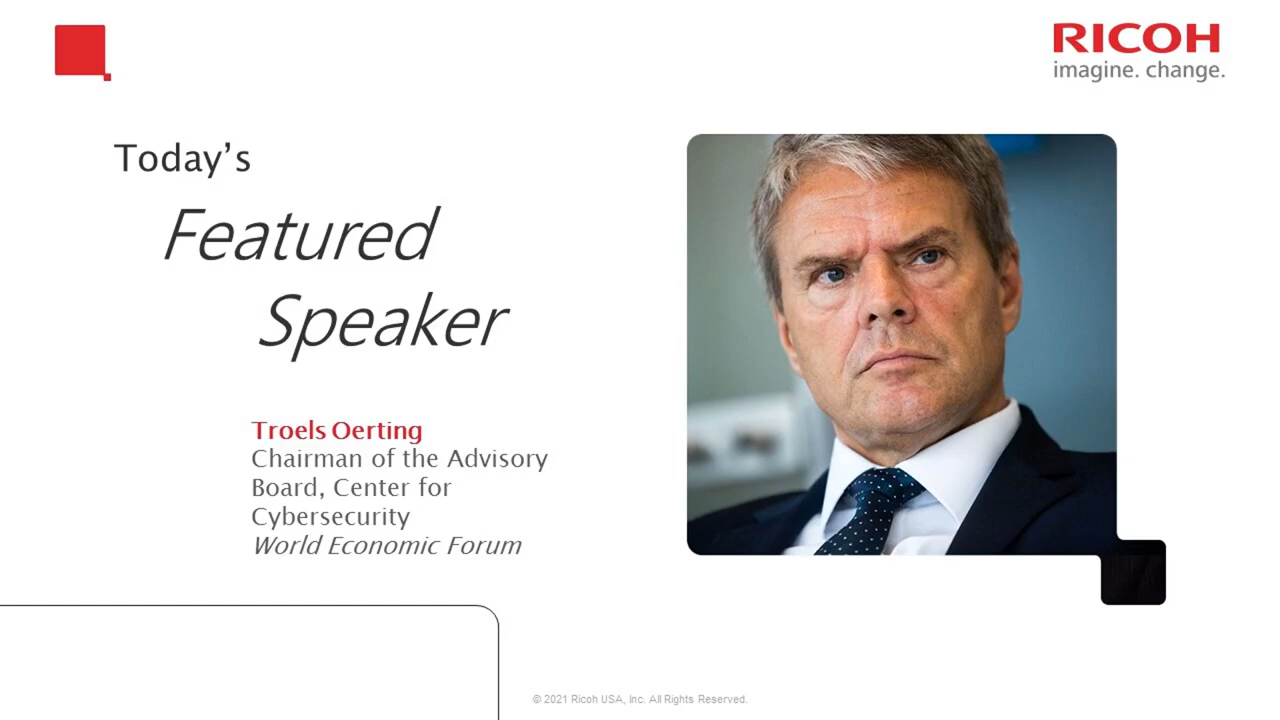 RICOH
imagine. change.
Today’s
Featured
Speaker
Troels Oerting
Chairman of the Advisory
Board, Center for
Cybersecurity
World Economic Forum
© 2021 Ricoh USA, Inc. All Rights Reserved.